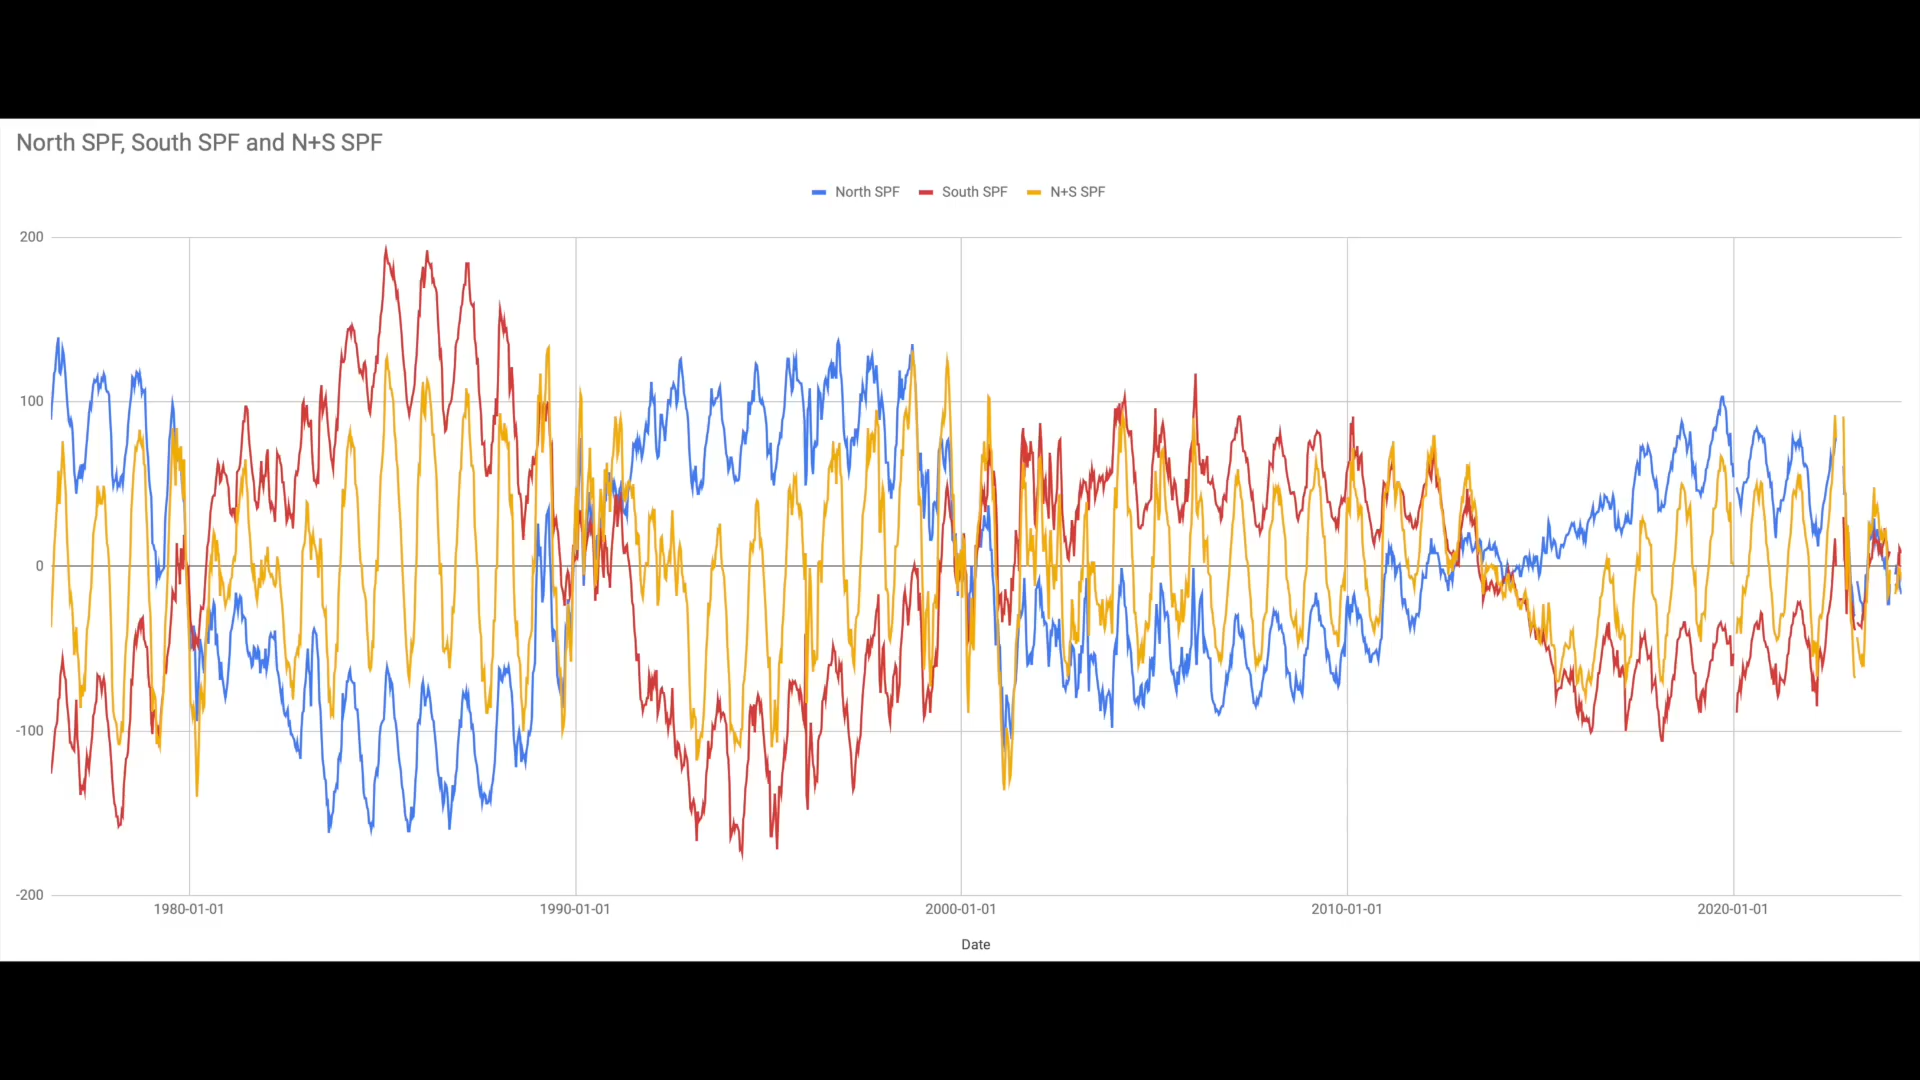 North SPF, South SPF and N+S SPF
North SPF South SPF N+S SPF
200
100
0
-100
-200
1980-01-01 1990-01-01 2000-01-01 2010-01-01 2020-01-01
Date